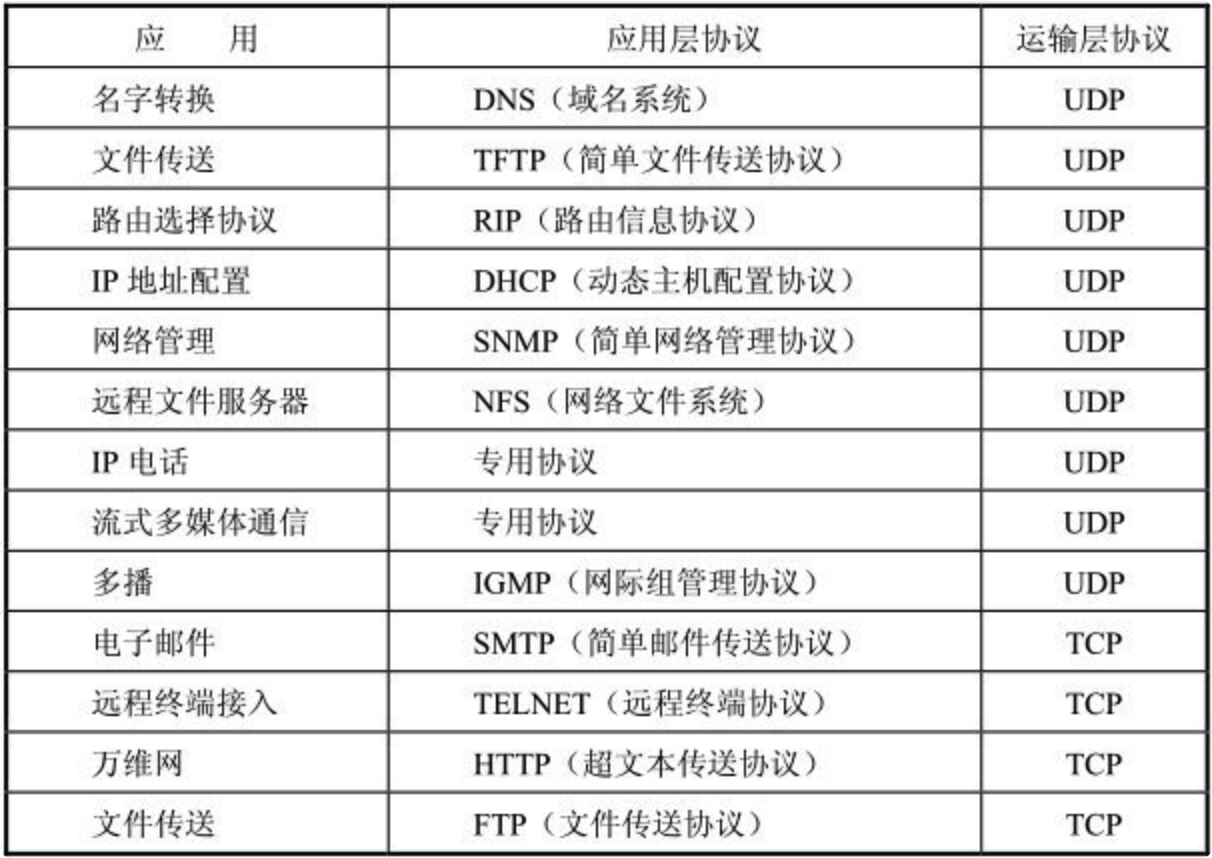 应 用 应用层协议 运输层协议
名字转换 DNS（域名系统） UDP
文件传送 TFTP（简单文件传送协议） UDP
路由选择协议 RIP（路由信息协议） UDP
IP 地址配置 DHCP（动态主机配置协议） UDP
网络管理 SNMP（简单网络管理协议） UDP
远程文件服务器 NFS（网络文件系统） UDP
IP 电话 专用协议 UDP
流式多媒体通信 专用协议 UDP
多播 IGMP（网际组管理协议） UDP
电子邮件 SMTP（简单邮件传送协议） TCP
远程终端接入 TELNET（远程终端协议） TCP
万维网 HTTP（超文本传送协议） TCP
文件传送 FTP（文件传送协议） TCP